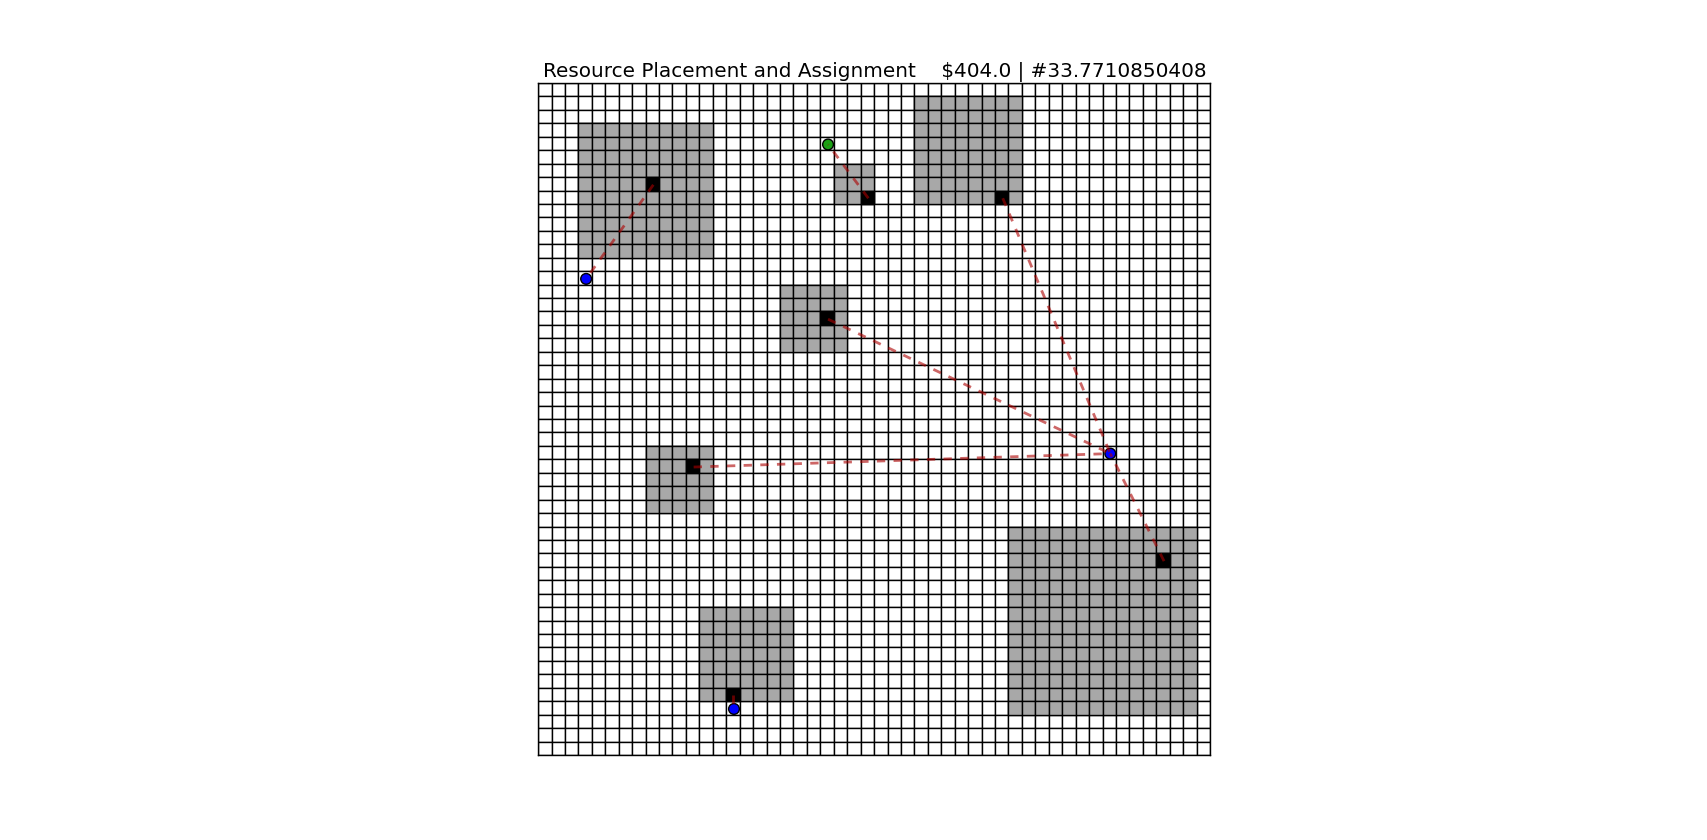 Resource Placement and Assignment    $404.0 | #33.7710850408